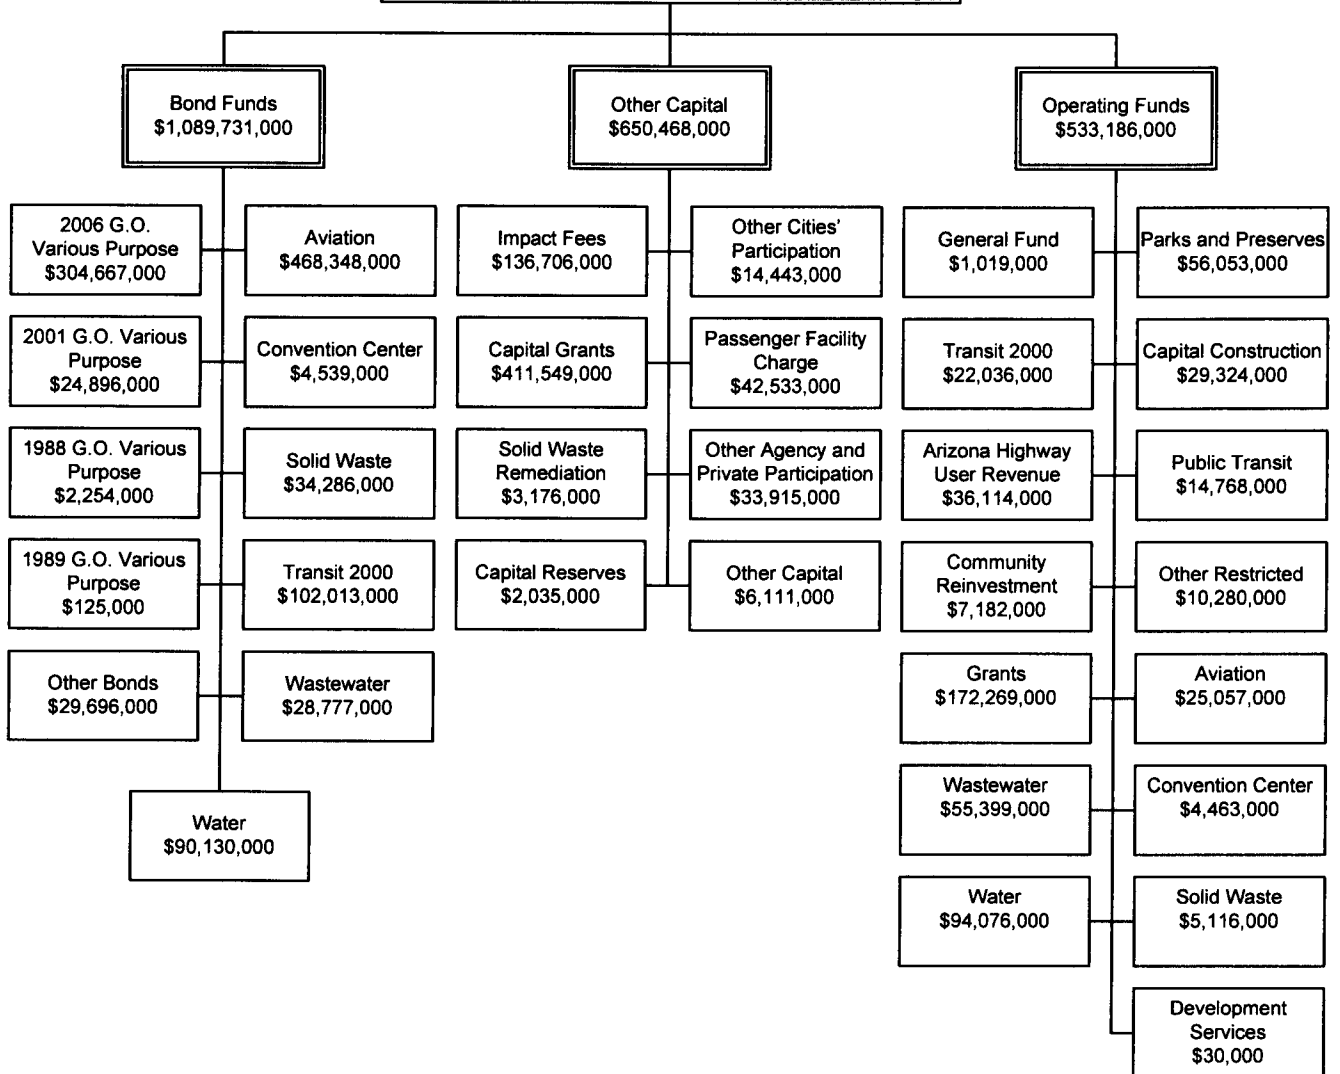 Bond Funds
$1,089,731,000
Other Capital
$650,468,000
Operating Funds
$533,186,000
2006 G.O.
Various Purpose
$304,667,000
Aviation
$468,348,000
2001 G.O. Various
Purpose
$24,896,000
Convention Center
$4,539,000
1988 G.O. Various
Purpose
$2,254,000
Solid Waste
$34,286,000
1989 G.O. Various
Purpose
$125,000
Transit 2000
$102,013,000
Other Bonds
$29,696,000
Wastewater
$28,777,000
Water
$90,130,000
Impact Fees
$136,706,000
Other Cities'
Participation
$14,443,000
Capital Grants
$411,549,000
Passenger Facility
Charge
$42,533,000
Solid Waste
Remediation
$3,176,000
Other Agency and
Private Participation
$33,915,000
Capital Reserves
$2,035,000
Other Capital
$6,111,000
General Fund
$1,019,000
Parks and Preserves
$56,053,000
Transit 2000
$22,036,000
Capital Construction
$29,324,000
Arizona Highway
User Revenue
$36,114,000
Public Transit
$14,768,000
Community
Reinvestment
$7,182,000
Other Restricted
$10,280,000
Grants
$172,269,000
Aviation
$25,057,000
Wastewater
$55,399,000
Convention Center
$4,463,000
Water
$94,076,000
Solid Waste
$5,116,000
Development
Services
$30,000